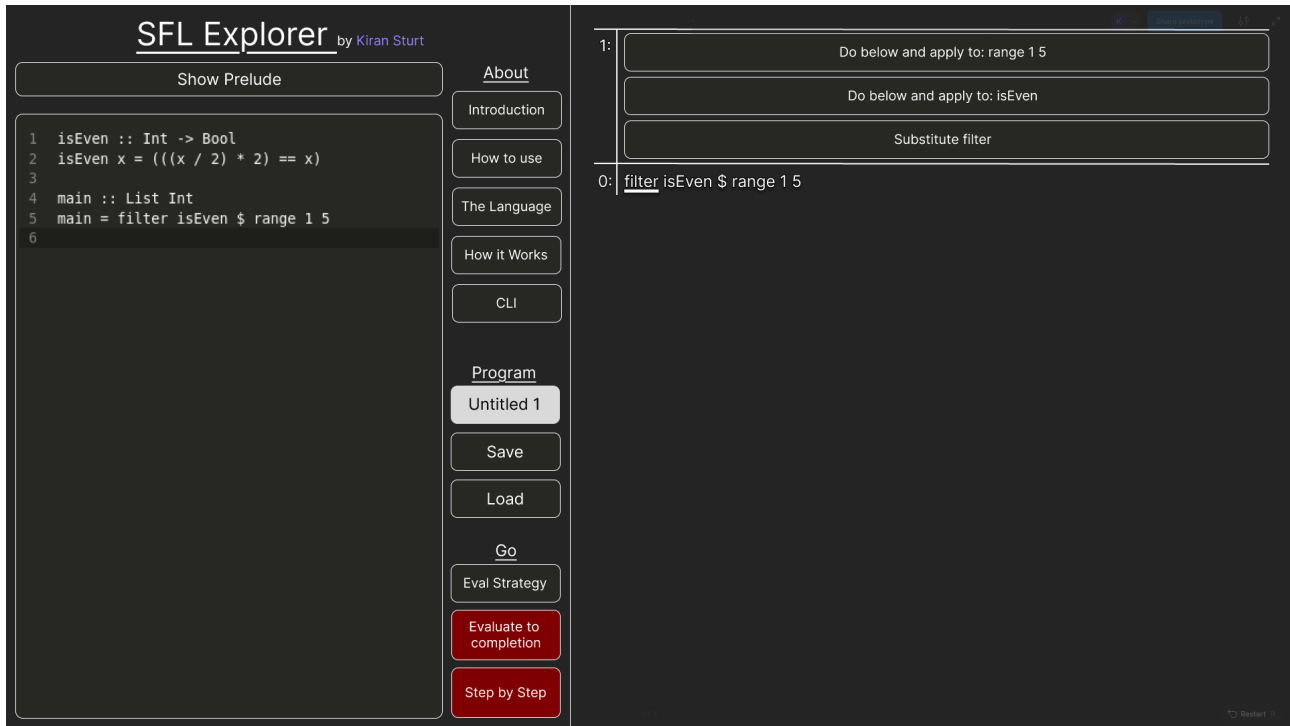 SFL Explorer by Kiran Sturt
Show Prelude
1 isEven :: Int -> Bool
2 isEven x = (((x / 2) * 2) == x)
3
4 main :: List Int
5 main = filter isEven $ range 1 5
6
About
Introduction
How to use
The Language
How it Works
CLI
Program
Untitled 1
Save
Load
Go
Eval Strategy
Evaluate to
completion
Step by Step
Share prototype
1:
Do below and apply to: range 1 5
Do below and apply to: isEven
Substitute filter
0: filter isEven $ range 1 5
Restart